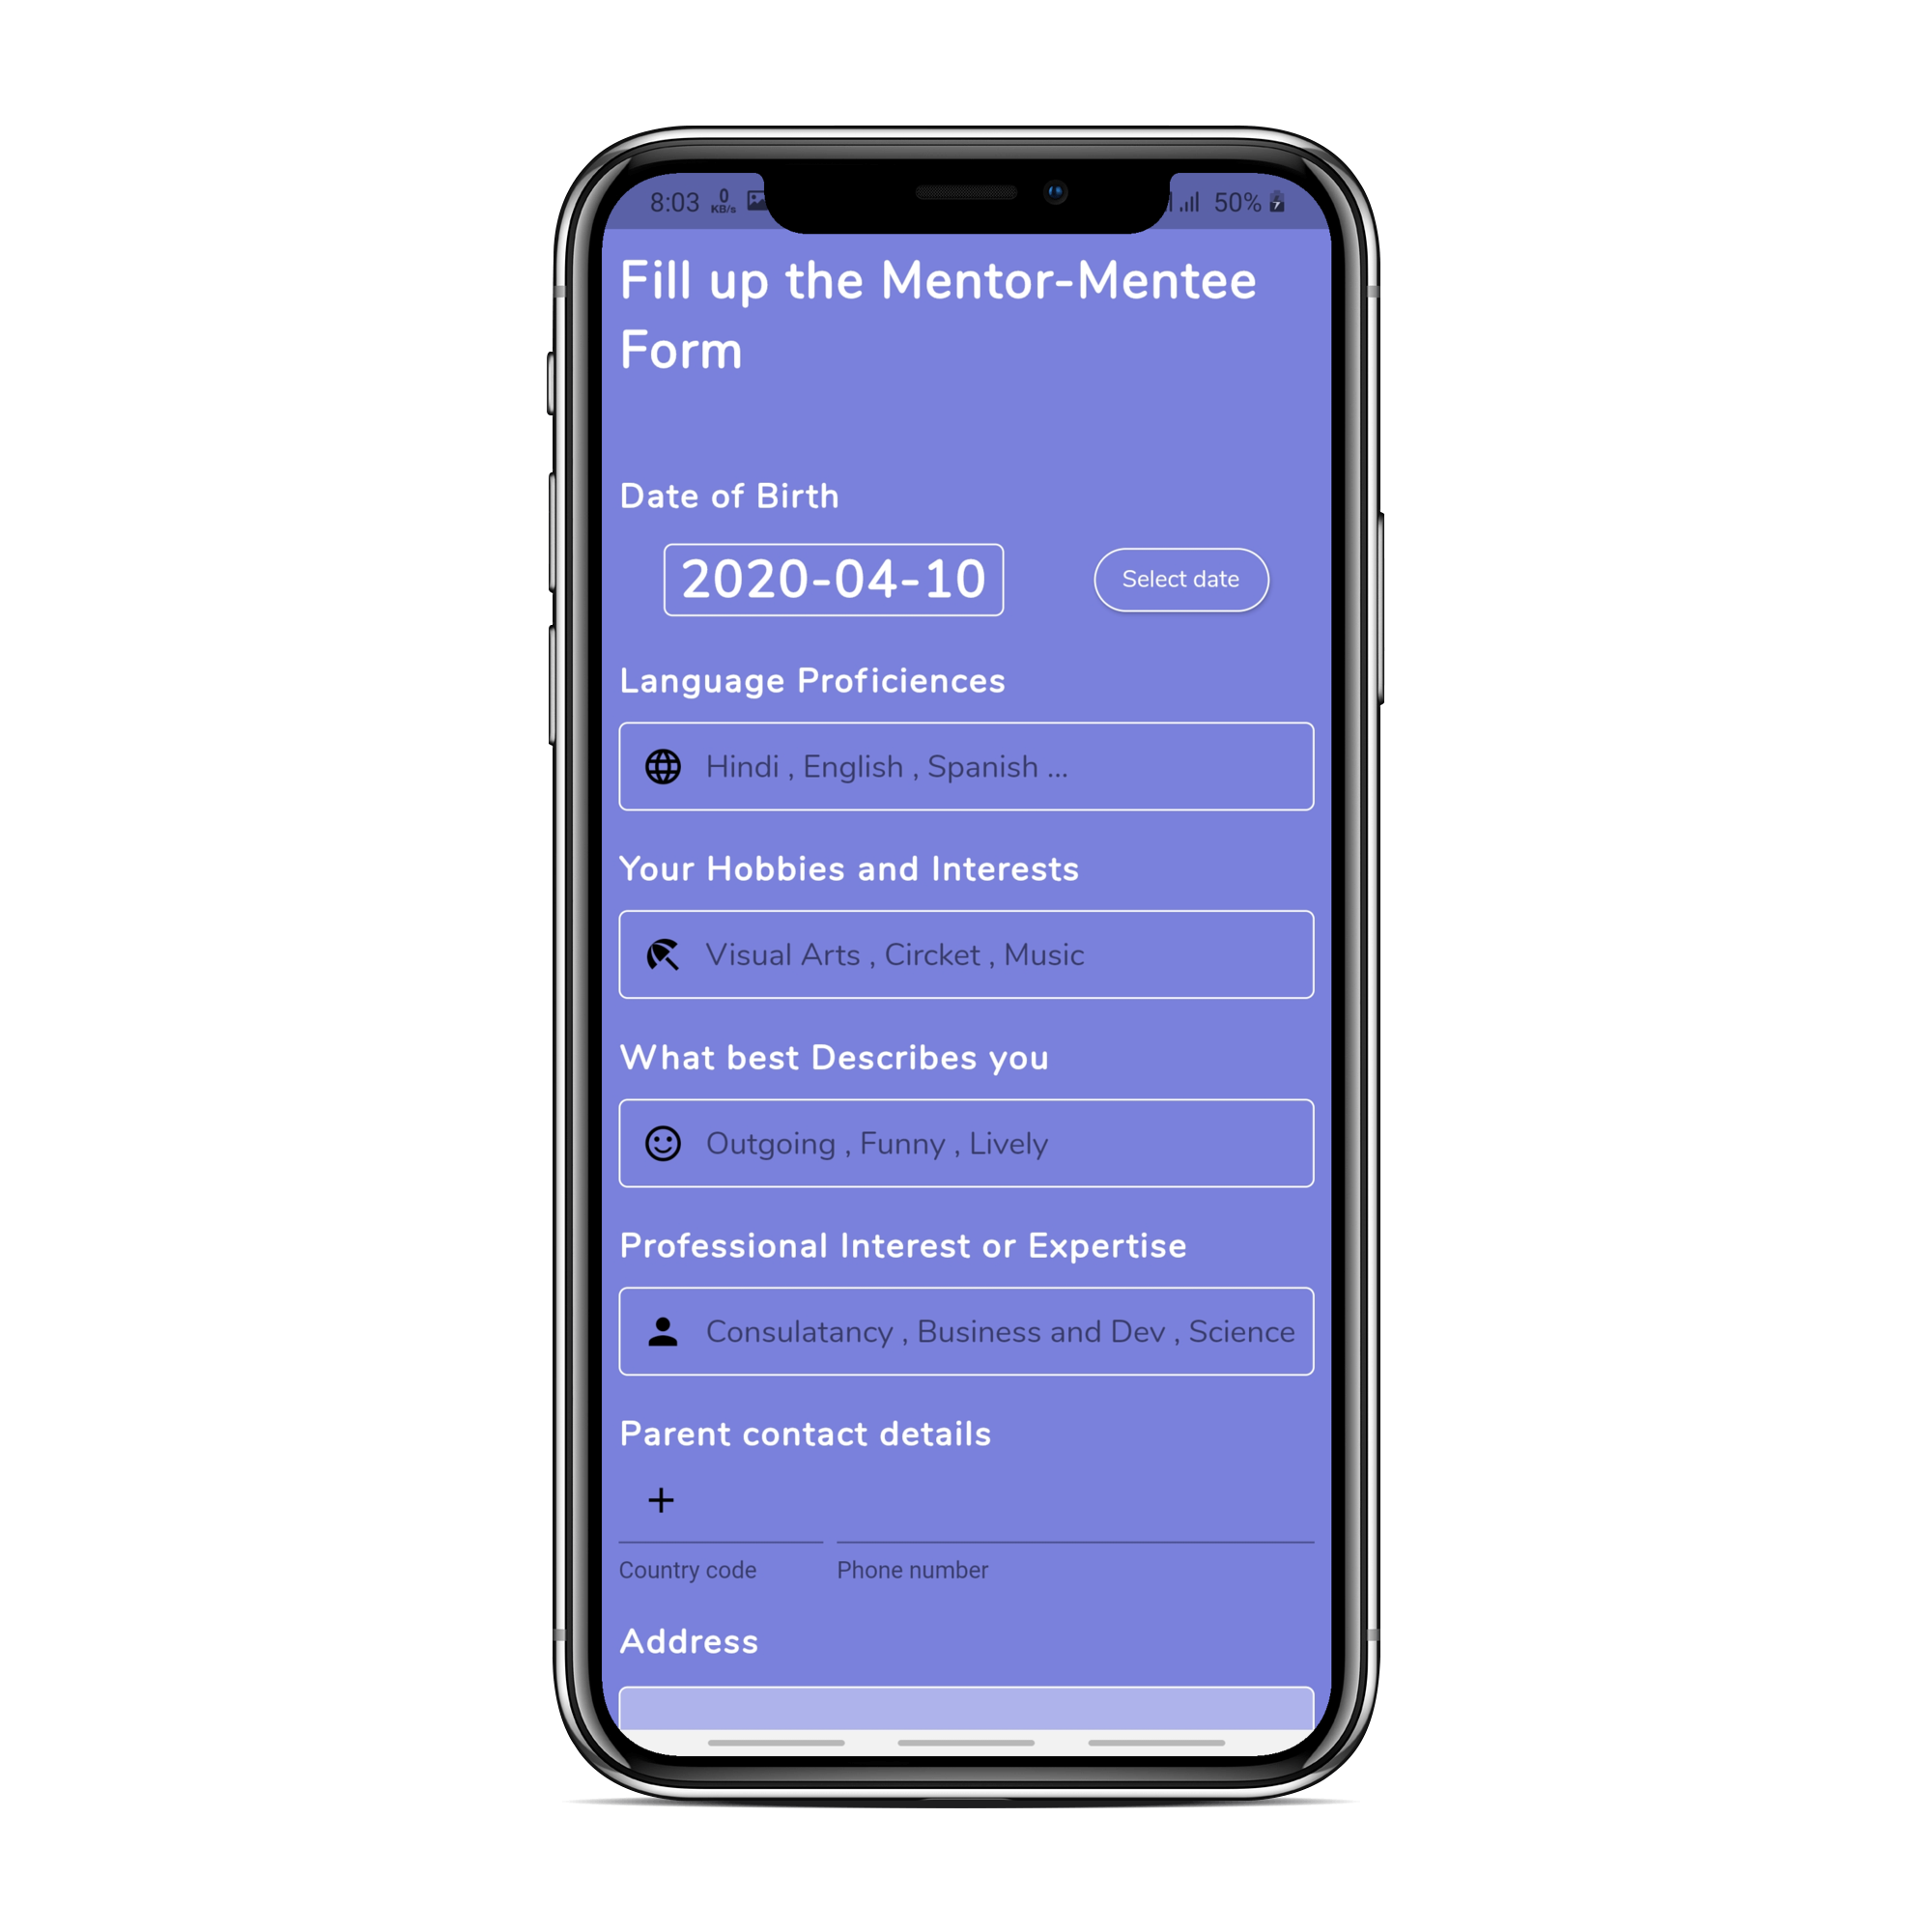 8:03 0 KB/s 50%
Fill up the Mentor-Mentee
Form
Date of Birth
2020-04-10 Select date
Language Proficiences
Hindi , English , Spanish ...
Your Hobbies and Interests
Visual Arts , Circket , Music
What best Describes you
Outgoing , Funny , Lively
Professional Interest or Expertise
Consulatancy , Business and Dev , Science
Parent contact details
+
Country code Phone number
Address